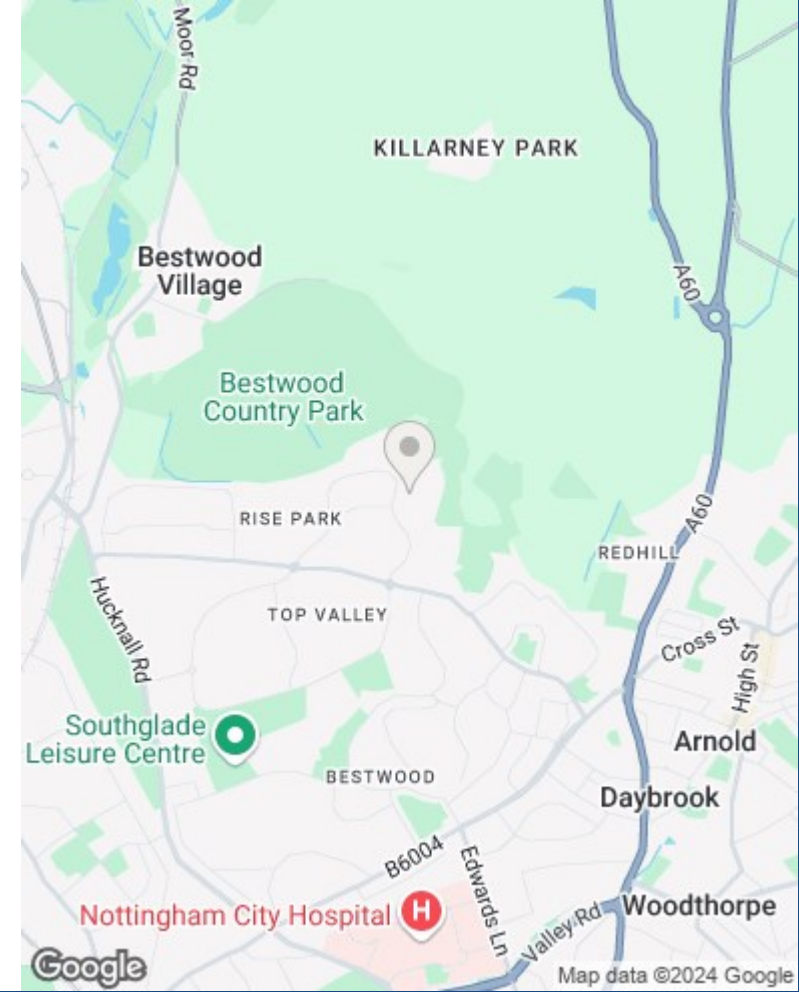 Moor Rd
KILLARNEY PARK
Bestwood
Village
A60
Bestwood
Country Park
RISE PARK
A60
REDHILL
Hucknall Rd
TOP VALLEY
Cross St
High St
Southglade
Leisure Centre
Arnold
BESTWOOD
Daybrook
B6004
Edwards Ln
Nottingham City Hospital
H
Valley Rd
Woodthorpe
Google
Map data ©2024 Google